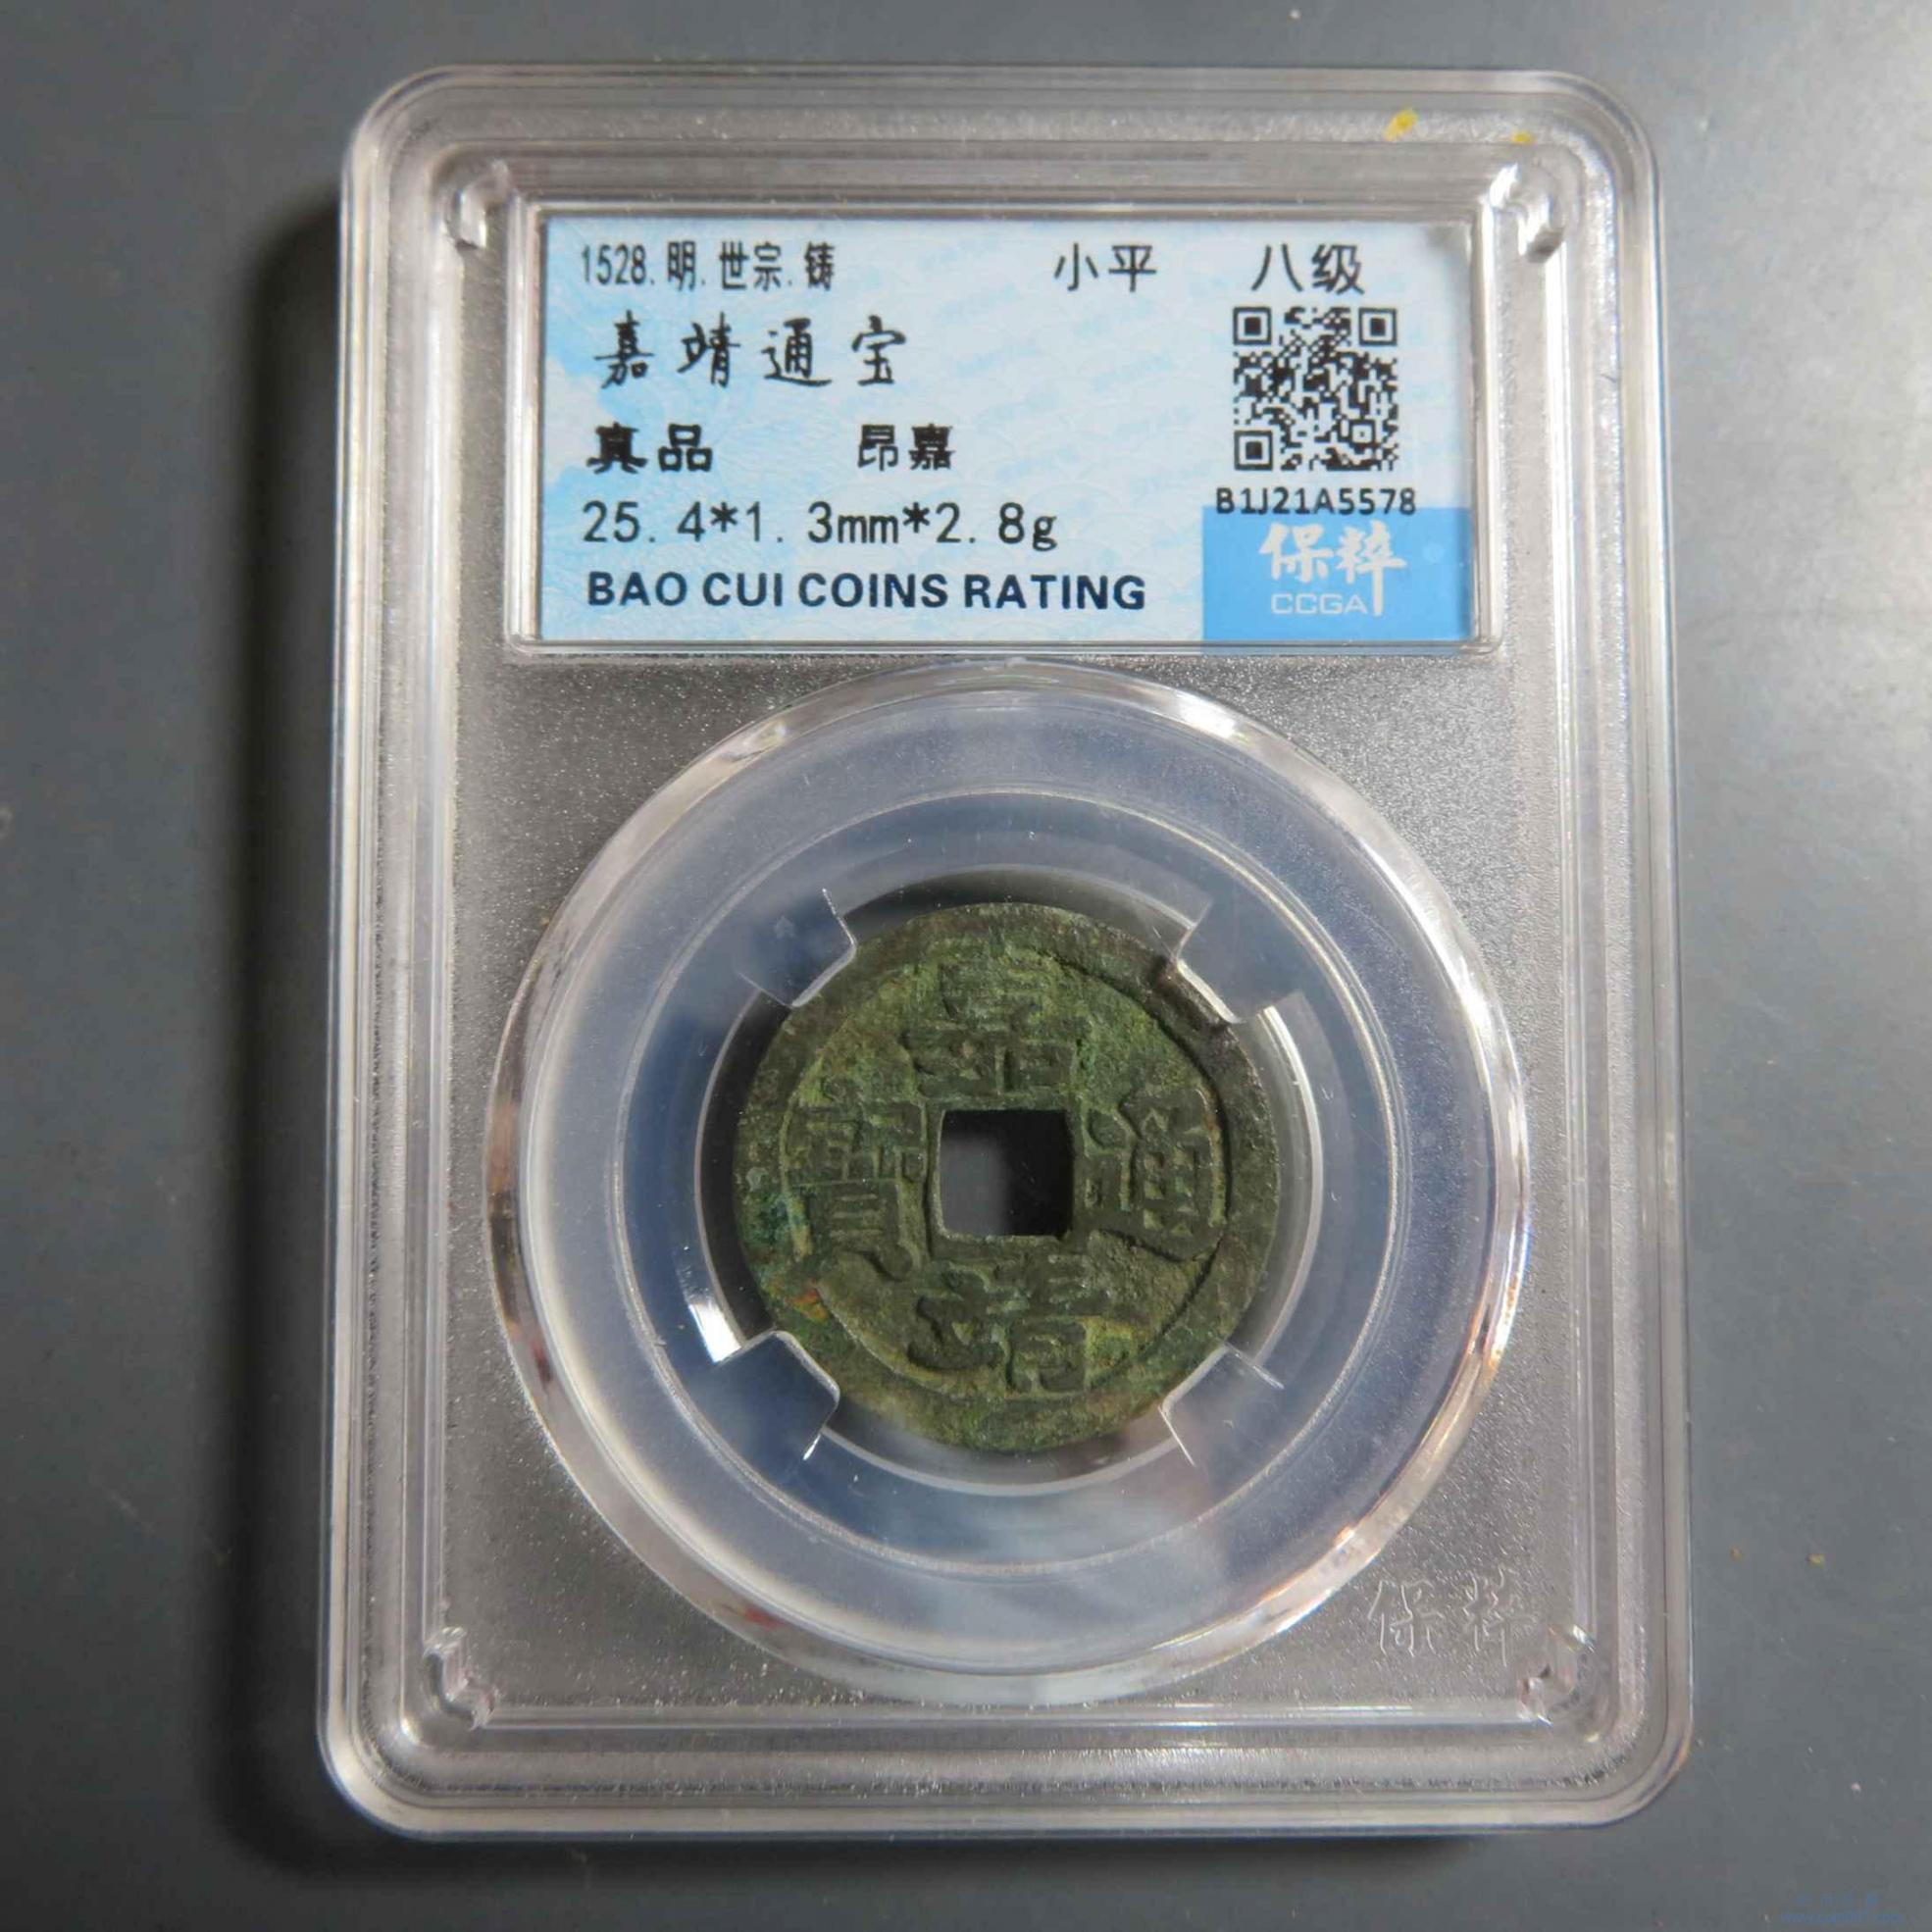 1528.明.世宗.铸 小平 八级
嘉靖通宝
真品 昂嘉
25.4*1.3mm*2.8g
BAO CUI COINS RATING
B1J21A5578
保粹
CCGA
嘉
寶 通
靖
保粹